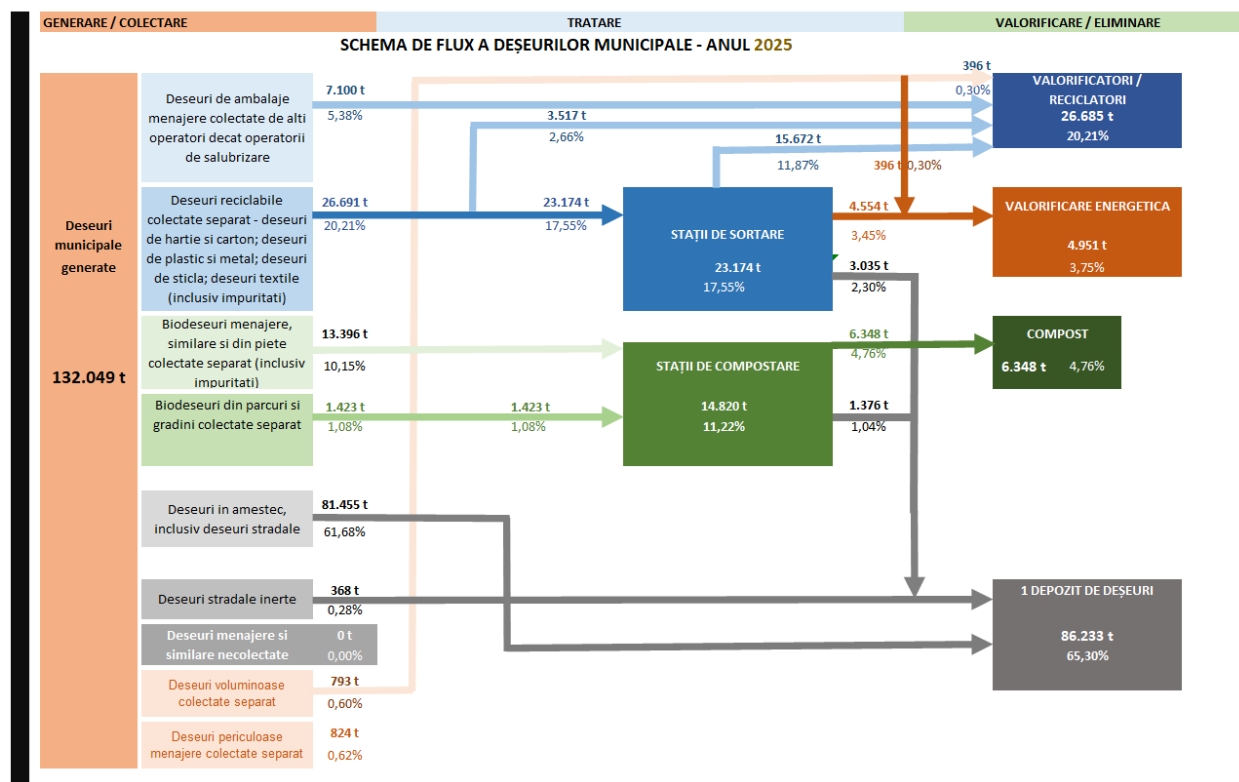 GENERARE / COLECTARE
TRATARE
VALORIFICARE / ELIMINARE
SCHEMA DE FLUX A DEȘEURILOR MUNICIPALE - ANUL 2025
Deseuri
municipale
generate
132.049 t
Deseuri de ambalaje
menajere colectate de alti
operatori decat operatorii
de salubrizare
7.100 t
5,38%
3.517 t
2,66%
15.672 t
11,87%
396 t
0,30%
396 t
0,30%
VALORIFICATORI /
RECICLATORI
26.685 t
20,21%
Deseuri reciclabile
colectate separat - deseuri
de hartie si carton; deseuri
de plastic si metal; deseuri
de sticla; deseuri textile
(inclusiv impuritati)
26.691 t
20,21%
23.174 t
17,55%
STAȚII DE SORTARE
23.174 t
17,55%
4.554 t
3,45%
3.035 t
2,30%
VALORIFICARE ENERGETICA
4.951 t
3,75%
Biodeseuri menajere,
similare si din piete
colectate separat (inclusiv
impuritati)
13.396 t
10,15%
Biodeseuri din parcuri si
gradini colectate separat
1.423 t
1,08%
1.423 t
1,08%
STAȚII DE COMPOSTARE
14.820 t
11,22%
6.348 t
4,76%
1.376 t
1,04%
COMPOST
6.348 t 4,76%
Deseuri in amestec,
inclusiv deseuri stradale
81.455 t
61,68%
Deseuri stradale inerte
368 t
0,28%
1 DEPOZIT DE DEȘEURI
86.233 t
65,30%
Deseuri menajere si
similare necolectate
0 t
0,00%
Deseuri voluminoase
colectate separat
793 t
0,60%
Deseuri periculoase
menajere colectate separat
824 t
0,62%